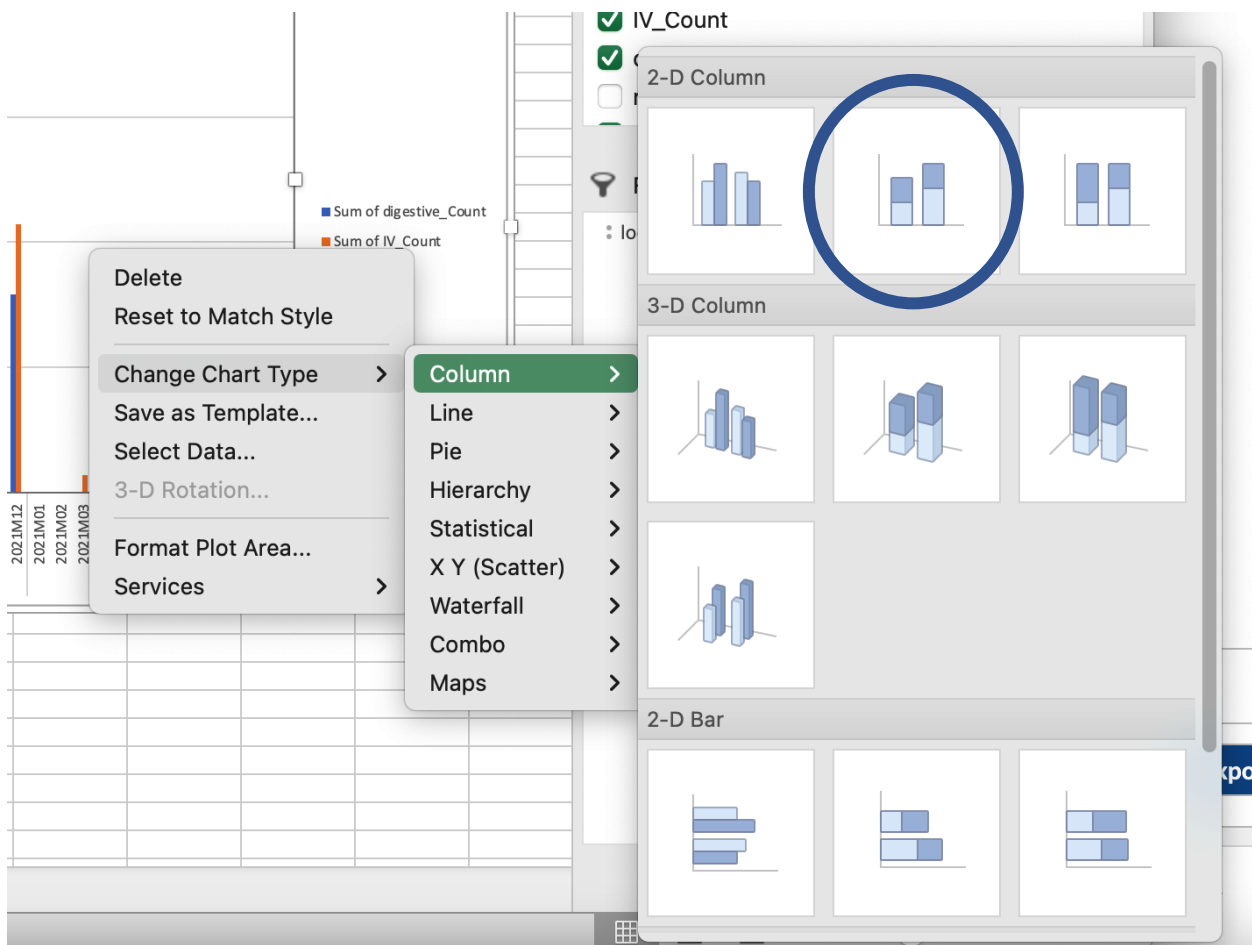 IV_Count
2-D Column
Sum of digestive_Count
Sum of IV_Count
Delete
Reset to Match Style
Change Chart Type
Save as Template...
Select Data...
3-D Rotation...
Format Plot Area...
Services
Column
Line
Pie
Hierarchy
Statistical
X Y (Scatter)
Waterfall
Combo
Maps
3-D Column
2-D Bar
2021M12
2021M01
2021M02
2021M03